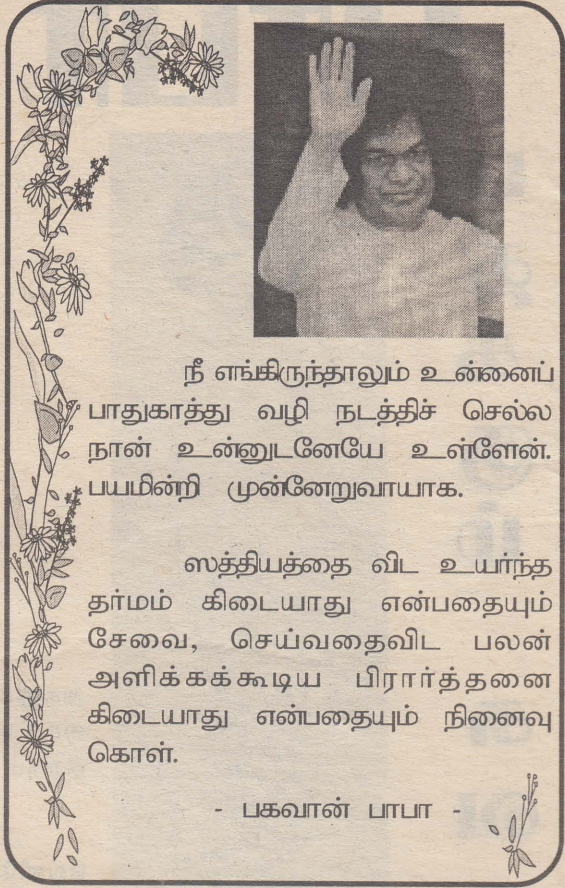 நீ எங்கிருந்தாலும் உன்னைப்
பாதுகாத்து வழி நடத்திச் செல்ல
நான் உன்னுடனேயே உள்ளேன்.
பயமின்றி முன்னேறுவாயாக.
ஸத்தியத்தை விட உயர்ந்த
தர்மம் கிடையாது என்பதையும்
சேவை, செய்வதைவிட பலன்
அளிக்கக்கூடிய பிரார்த்தனை
கிடையாது என்பதையும் நினைவு
கொள்.
- பகவான் பாபா -